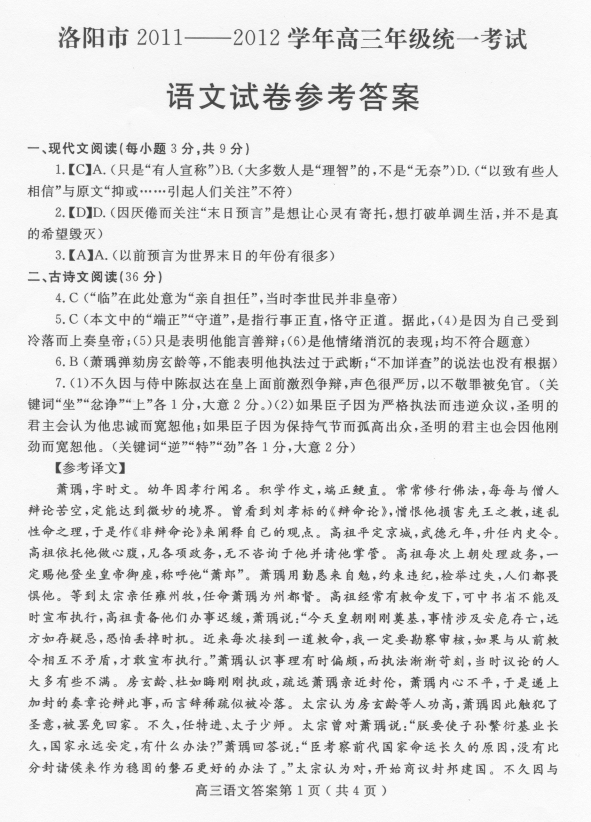 洛阳市 2011——2012 学年高三年级统一考试
语文试卷参考答案
一、现代文阅读(每小题 3 分,共 9 分)
1.【C】A.(只是“有人宣称”)B.(大多数人是“理智”的,不是“无奈”)D.(“以致有些人
相信”与原文“抑或……引起人们关注”不符)
2.【D】D.(因厌倦而关注“末日预言”是想让心灵有寄托,想打破单调生活,并不是真
的希望毁灭)
3.【A】A.(以前预言为世界末日的年份有很多)
二、古诗文阅读(36 分)
4.C(“临”在此处意为“亲自担任”,当时李世民并非皇帝)
5.C(本文中的“端正”“守道”,是指行事正直,恪守正道。据此,(4)是因为自己受到
冷落而上奏皇帝;(5)只是表明他能言善辩;(6)是他情绪消沉的表现;均不符合题意)
6.B(萧瑀弹劾房玄龄等,不能表明他执法过于武断;“不加详查”的说法也没有根据)
7.(1)不久因与侍中陈叔达在皇上面前激烈争辩,声色很严厉,以不敬罪被免官。(关
键词“坐”“忿诤”“上”各 1 分,大意 2 分。)(2)如果臣子因为严格执法而违逆众议,圣明的
君主会认为他忠诚而宽恕他;如果臣子因为保持气节而孤高出众,圣明的君主也会因他刚
劲而宽恕他。(关键词“逆”“特”“劲”各 1 分,大意 2 分)
【参考译文】
萧瑀,字时文。幼年因孝行闻名。积学作文,端正鲠直。常常修行佛法,每每与僧人
辩论苦空,定能达到微妙的境界。曾看到刘孝标的《辩命论》,憎恨他损害先王之教,迷乱
性命之理,于是作《非辩命论》来阐释自己的观点。高祖平定京城,武德元年,升任内史令。
高祖依托他做心腹,凡各项政务,无不咨询于他并请他掌管。高祖每次上朝处理政务,一
定赐他登坐皇帝御座,称呼他“萧郎”。萧瑀用勤恳来自勉,约束违纪,检举过失,人们都畏
惧他。等到太宗亲任雍州牧,任命萧瑀为州都督。高祖经常有敕命发下,可中书省不能及
时宣布执行,高祖责备他们办事迟缓,萧瑀说:“今天皇朝刚刚奠基,事情涉及安危存亡,远
方如存疑忌,恐怕丢掉时机。近来每次接到一道敕命,我一定要勘察审核,如果与从前敕
令相互不矛盾,才敢宣布执行。”萧瑀认识事理有时偏颇,而执法渐渐苛刻,当时议论的人
大多有些不满。房玄龄、杜如晦刚刚执政,疏远萧瑀亲近封伦,萧瑀内心不平,于是递上
加封的奏章论辩此事,而言辞稀疏似被冷落。太宗认为房玄龄等人功高,萧瑀因此触犯了
圣意,被罢免回家。不久,任特进、太子少师。太宗曾对萧瑀说:“朕要使子孙繁衍基业长
久,国家永远安定,有什么办法?”萧瑀回答说:“臣考察前代国家命运长久的原因,没有比
分封诸侯来作为稳固的磐石更好的办法了。”太宗认为对,开始商议封邦建国。不久因与
高三语文答案第 1 页(共 4 页)